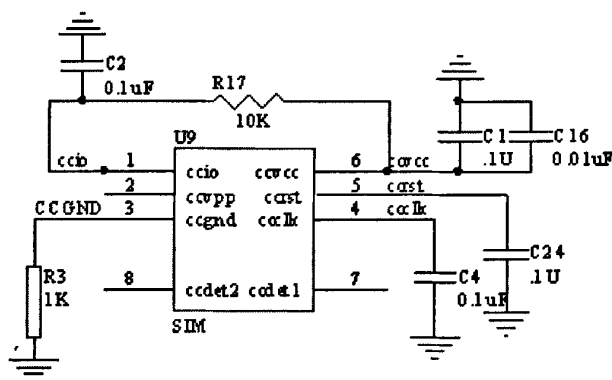 C2
0.1uF
R17
10K
U9
C1
.1U
C16
0.01uF
ccio
1
ccio
ccvcc
6
ccvcc
2
ccvpp
ccrst
5
ccrst
CCGND
3
ccgnd
ccclk
4
ccclk
R3
1K
8
ccdet2
ccdet1
7
SIM
C4
0.1uF
C24
.1U